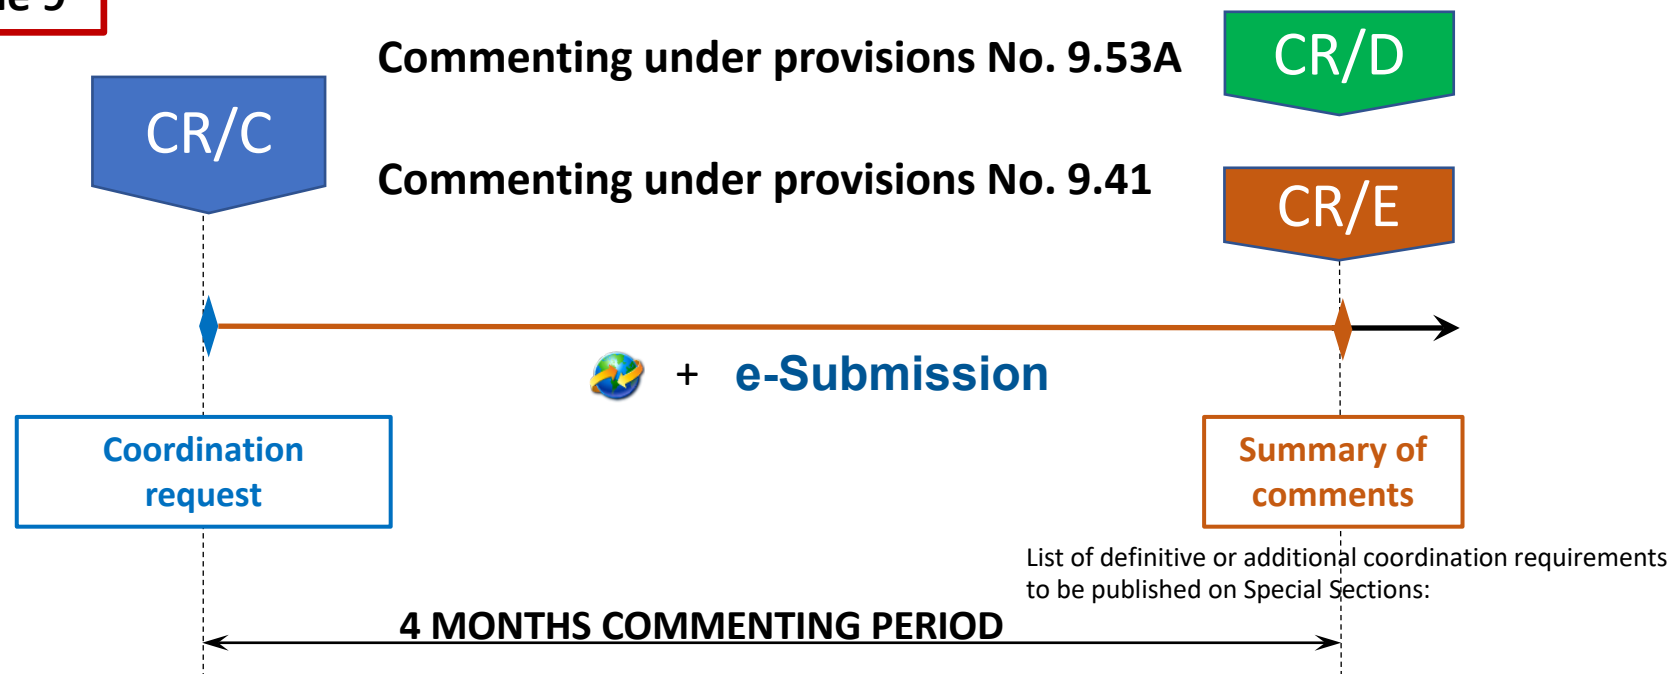 Commenting under provisions No. 9.53A
CR/D
CR/C
Commenting under provisions No. 9.41
CR/E
+ e-Submission
Coordination
request
Summary of
comments
List of definitive or additional coordination requirements
to be published on Special Sections:
4 MONTHS COMMENTING PERIOD